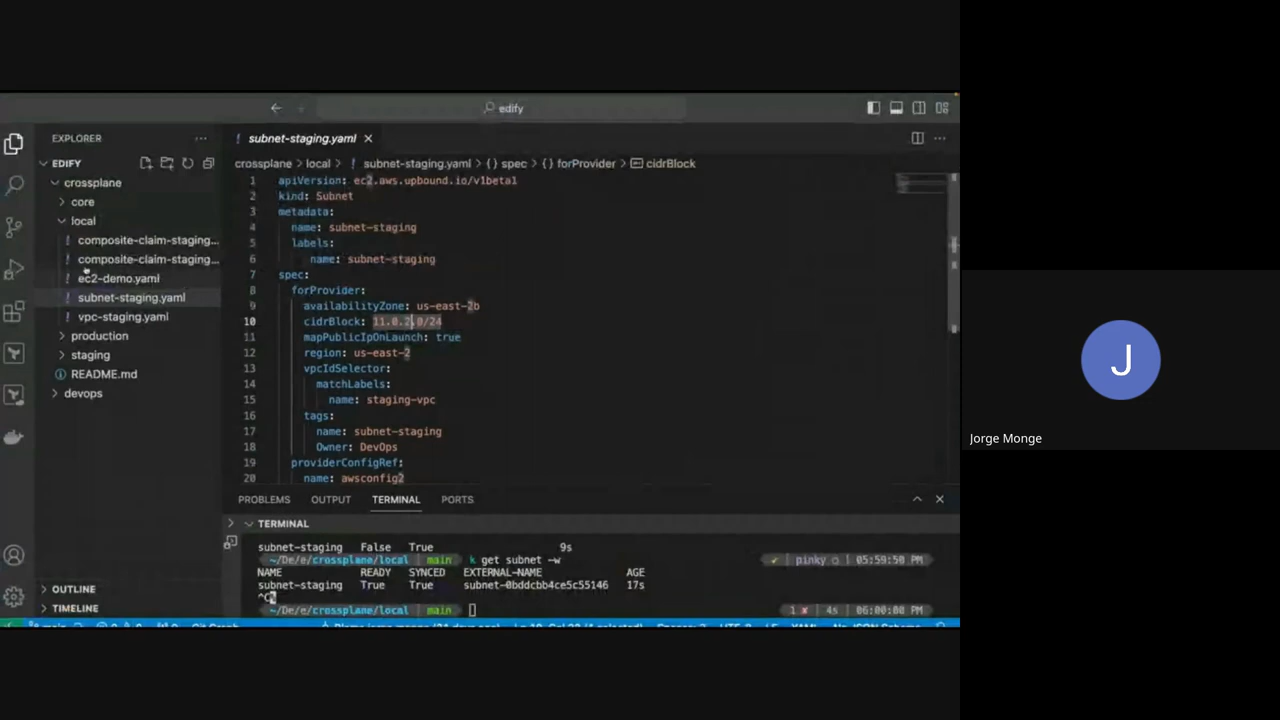 edify
EXPLORER
subnet-staging.yaml
EDIFY
crossplane > local > ! subnet-staging.yaml > {} spec > {} forProvider > cidrBlock
crossplane
core
local
! composite-claim-staging...
! composite-claim-staging...
! ec2-demo.yaml
! subnet-staging.yaml
! vpc-staging.yaml
production
staging
README.md
devops
OUTLINE
TIMELINE
1 apiVersion: ec2.aws.upbound.io/v1beta1
2 kind: Subnet
3 metadata:
4 name: subnet-staging
5 labels:
6 name: subnet-staging
7 spec:
8 forProvider:
9 availabilityZone: us-east-2b
10 cidrBlock: 11.0.2.0/24
11 mapPublicIpOnLaunch: true
12 region: us-east-2
13 vpcIdSelector:
14 matchLabels:
15 name: staging-vpc
16 tags:
17 name: subnet-staging
18 Owner: DevOps
19 providerConfigRef:
20 name: awsconfig2
PROBLEMS OUTPUT TERMINAL PORTS
TERMINAL
subnet-staging False True 9s
~/De/e/crossplane/local main k get subnet -w ✓ pinky 05:59:50 PM
NAME READY SYNCED EXTERNAL-NAME AGE
subnet-staging True True subnet-0bddcbb4ce5c55146 17s
^C
~/De/e/crossplane/local main 1 ✘ 4s 06:00:00 PM
J
Jorge Monge